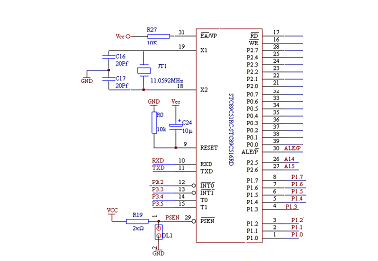 R27 31 EA/VP RD 17
Vcc 10K WR 16
19 X1 P2.7 28
C16 P2.4 25
20Pf JT1 P2.3 24
P2.2 23
GND C17 11.0592MHz P2.1 22
20Pf 18 X2 P2.0 21
P0.7 32
GND Vcc P0.6 33
P0.5 34
P0.4 35
R0 C24 P0.3 36
10k 10μ P0.2 37
P0.1 38
P0.0 39
9 RESET ALE/P 30 ALE/P
RXD 10 RXD P2.5 26 A14
TXD 11 TXD P2.6 27 A15
P3.2 12 INT0 P1.7 8 P1.7
P3.3 13 INT1 P1.6 7 P1.6
P3.4 14 T0 P1.5 6 P1.5
P3.5 15 T1 P1.4 5 P1.4
P1.3 4 P1.3
VCC R19 1 PSEN 29 PSEN P1.2 3 P1.2
2kΩ DL1 P1.1 2 P1.1
2 P1.0 1 P1.0
GND